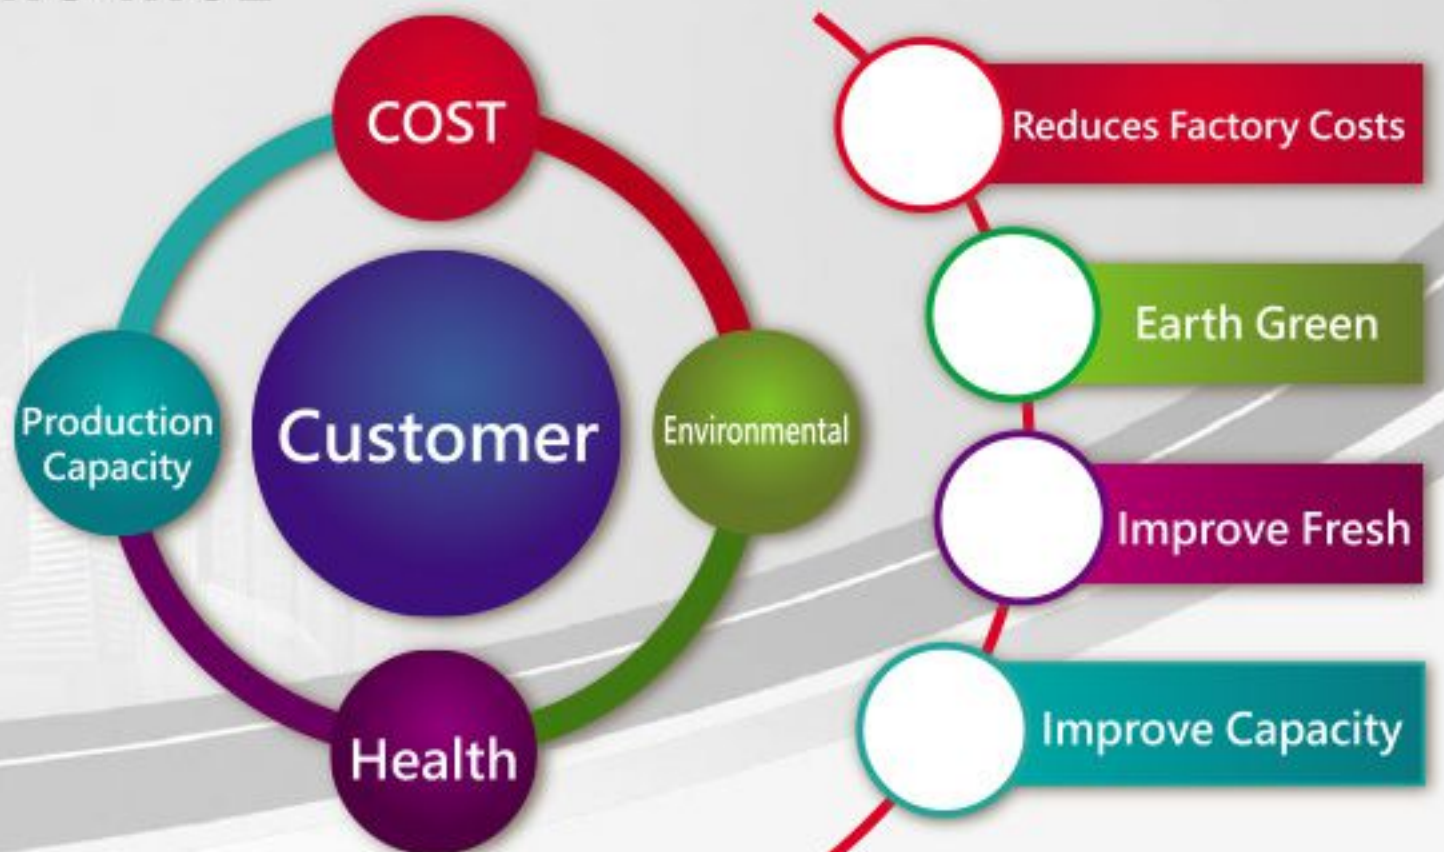 COST
Production
Capacity
Customer
Environmental
Health
Reduces Factory Costs
Earth Green
Improve Fresh
Improve Capacity